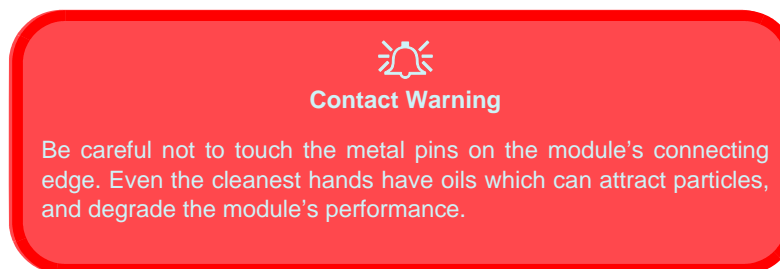 Contact Warning
Be careful not to touch the metal pins on the module's connecting
edge. Even the cleanest hands have oils which can attract particles,
and degrade the module's performance.